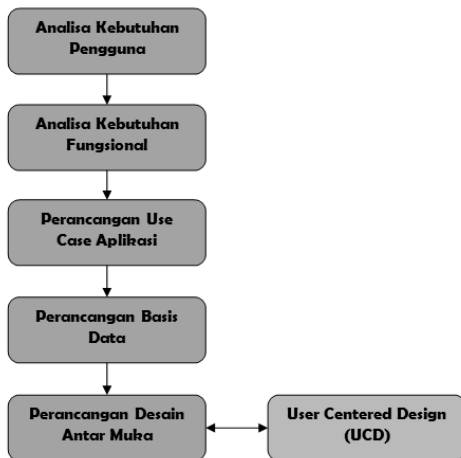 Analisa Kebutuhan
Pengguna
Analisa Kebutuhan
Fungsional
Perancangan Use
Case Aplikasi
Perancangan Basis
Data
Perancangan Desain
Antar Muka
User Centered Design
(UCD)